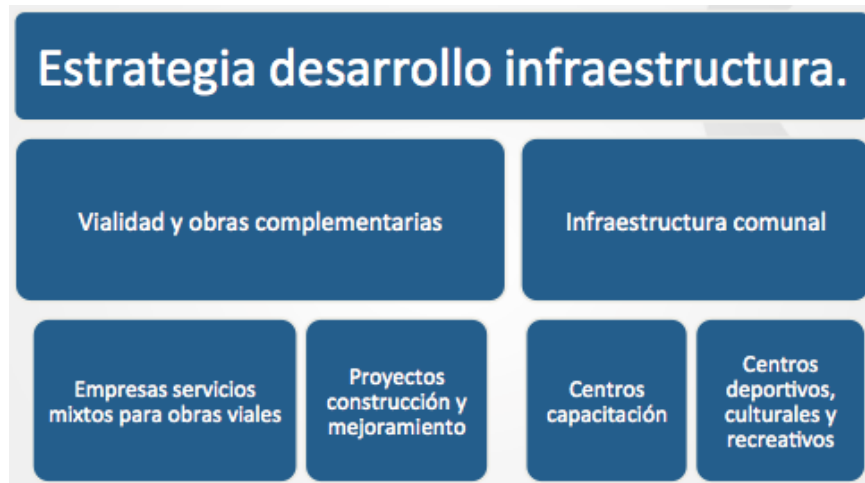 Estrategia desarrollo infraestructura.
Vialidad y obras complementarias
Infraestructura comunal
Empresas servicios
mixtos para obras viales
Proyectos
construcción y
mejoramiento
Centros
capacitación
Centros
deportivos,
culturales y
recreativos